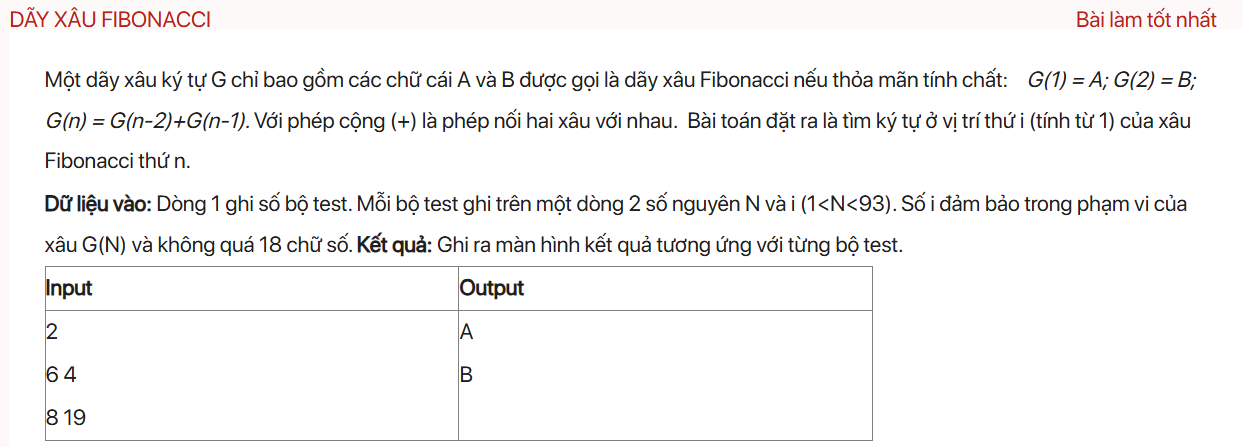 DÃY XÂU FIBONACCI Bài làm tốt nhất
Một dãy xâu ký tự G chỉ bao gồm các chữ cái A và B được gọi là dãy xâu Fibonacci nếu thỏa mãn tính chất: G(1) = A; G(2) = B;
G(n) = G(n-2)+G(n-1). Với phép cộng (+) là phép nối hai xâu với nhau. Bài toán đặt ra là tìm ký tự ở vị trí thứ i (tính từ 1) của xâu
Fibonacci thứ n.
Dữ liệu vào: Dòng 1 ghi số bộ test. Mỗi bộ test ghi trên một dòng 2 số nguyên N và i (1<N<93). Số i đảm bảo trong phạm vi của
xâu G(N) và không quá 18 chữ số. Kết quả: Ghi ra màn hình kết quả tương ứng với từng bộ test.
Input Output
2 A
6 4 B
8 19